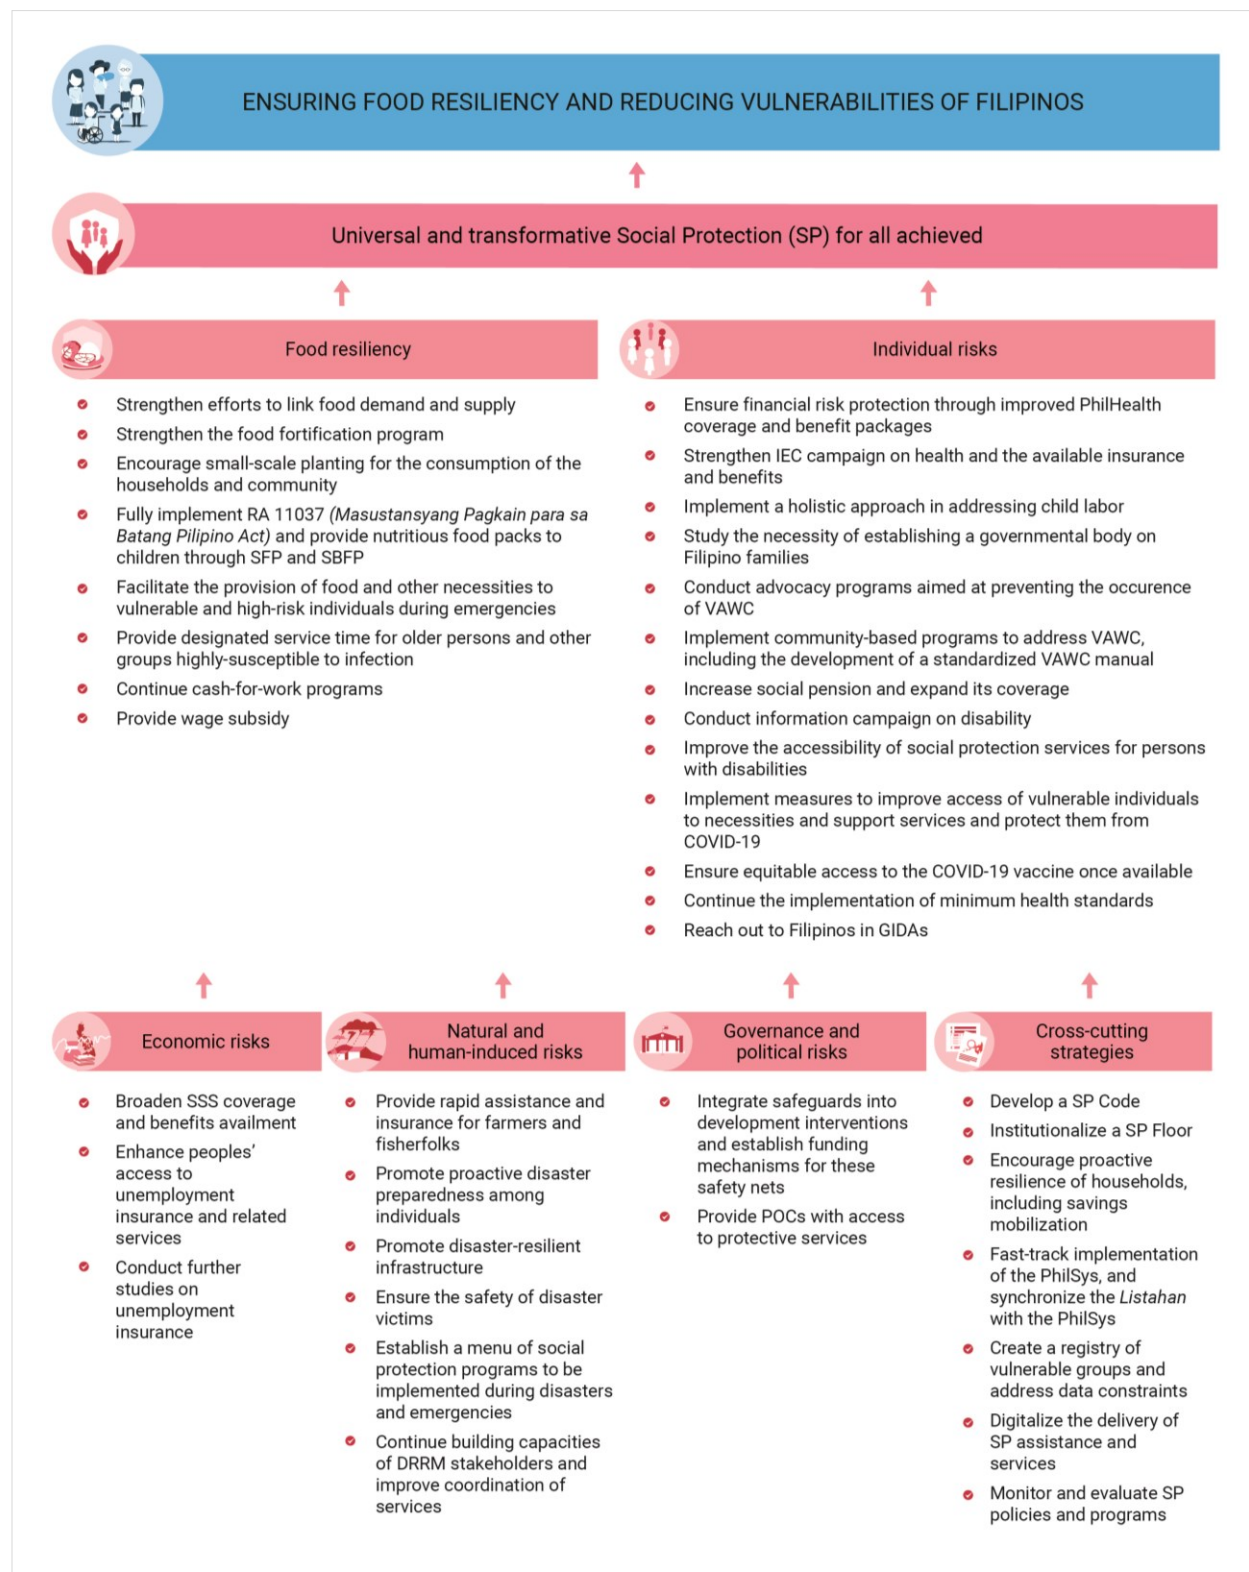 ENSURING FOOD RESILIENCY AND REDUCING VULNERABILITIES OF FILIPINOS
Universal and transformative Social Protection (SP) for all achieved
Food resiliency
Strengthen efforts to link food demand and supply
Strengthen the food fortification program
Encourage small-scale planting for the consumption of the
households and community
Fully implement RA 11037 (Masustansyang Pagkain para sa
Batang Pilipino Act) and provide nutritious food packs to
children through SFP and SBFP
Facilitate the provision of food and other necessities to
vulnerable and high-risk individuals during emergencies
Provide designated service time for older persons and other
groups highly-susceptible to infection
Continue cash-for-work programs
Provide wage subsidy
Individual risks
Ensure financial risk protection through improved PhilHealth
coverage and benefit packages
Strengthen IEC campaign on health and the available insurance
and benefits
Implement a holistic approach in addressing child labor
Study the necessity of establishing a governmental body on
Filipino families
Conduct advocacy programs aimed at preventing the occurence
of VAWC
Implement community-based programs to address VAWC,
including the development of a standardized VAWC manual
Increase social pension and expand its coverage
Conduct information campaign on disability
Improve the accessibility of social protection services for persons
with disabilities
Implement measures to improve access of vulnerable individuals
to necessities and support services and protect them from
COVID-19
Ensure equitable access to the COVID-19 vaccine once available
Continue the implementation of minimum health standards
Reach out to Filipinos in GIDAs
Economic risks
Broaden SSS coverage
and benefits availment
Enhance peoples’
access to
unemployment
insurance and related
services
Conduct further
studies on
unemployment
insurance
Natural and
human-induced risks
Provide rapid assistance and
insurance for farmers and
fisherfolks
Promote proactive disaster
preparedness among
individuals
Promote disaster-resilient
infrastructure
Ensure the safety of disaster
victims
Establish a menu of social
protection programs to be
implemented during disasters
and emergencies
Continue building capacities
of DRRM stakeholders and
improve coordination of
services
Governance and
political risks
Integrate safeguards into
development interventions
and establish funding
mechanisms for these
safety nets
Provide POCs with access
to protective services
Cross-cutting
strategies
Develop a SP Code
Institutionalize a SP Floor
Encourage proactive
resilience of households,
including savings
mobilization
Fast-track implementation
of the PhilSys, and
synchronize the Listahan
with the PhilSys
Create a registry of
vulnerable groups and
address data constraints
Digitalize the delivery of
SP assistance and
services
Monitor and evaluate SP
policies and programs